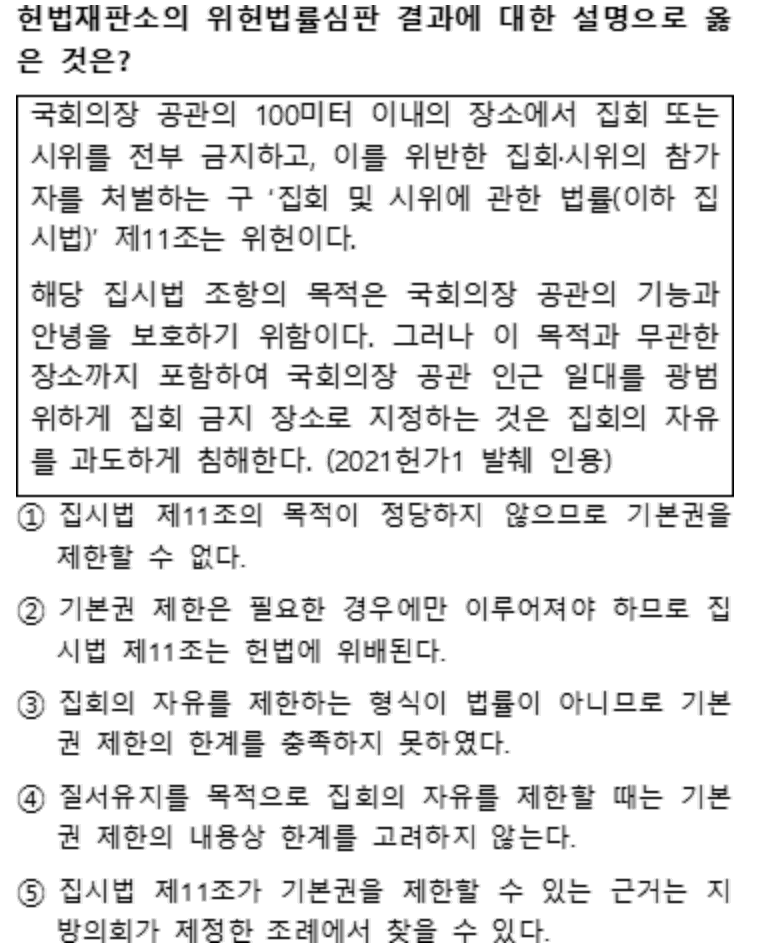 헌법재판소의 위헌법률심판 결과에 대한 설명으로 옳
은 것은?
국회의장 공관의 100미터 이내의 장소에서 집회 또는
시위를 전부 금지하고, 이를 위반한 집회·시위의 참가
자를 처벌하는 구 ‘집회 및 시위에 관한 법률(이하 집
시법)’ 제11조는 위헌이다.
해당 집시법 조항의 목적은 국회의장 공관의 기능과
안녕을 보호하기 위함이다. 그러나 이 목적과 무관한
장소까지 포함하여 국회의장 공관 인근 일대를 광범
위하게 집회 금지 장소로 지정하는 것은 집회의 자유
를 과도하게 침해한다. (2021헌가1 발췌 인용)
① 집시법 제11조의 목적이 정당하지 않으므로 기본권을
제한할 수 없다.
② 기본권 제한은 필요한 경우에만 이루어져야 하므로 집
시법 제11조는 헌법에 위배된다.
③ 집회의 자유를 제한하는 형식이 법률이 아니므로 기본
권 제한의 한계를 충족하지 못하였다.
④ 질서유지를 목적으로 집회의 자유를 제한할 때는 기본
권 제한의 내용상 한계를 고려하지 않는다.
⑤ 집시법 제11조가 기본권을 제한할 수 있는 근거는 지
방의회가 제정한 조례에서 찾을 수 있다.